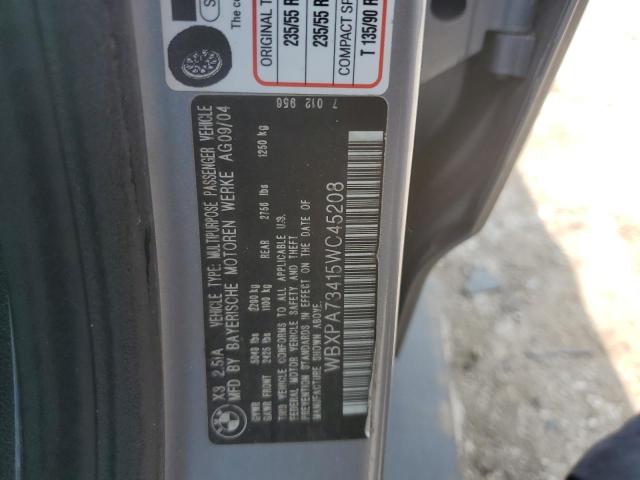 The co
ORIGINAL T
235/55 R
235/55 R
COMPACT SP
T 135/90 R
7 012 956
X3 2.5IA VEHICLE TYPE: MULTIPURPOSE PASSENGER VEHICLE
MFD BY BAYERISCHE MOTOREN WERKE AG09/04
GVWR 5048 lbs 2290 kg
GAWR FRONT 2425 lbs 1100 kg REAR 2756 lbs 1250 kg
THIS VEHICLE CONFORMS TO ALL APPLICABLE U.S.
FEDERAL MOTOR VEHICLE SAFETY AND THEFT
PREVENTION STANDARDS IN EFFECT ON THE DATE OF
MANUFACTURE SHOWN ABOVE.
WBXPA73415WC45208
BMW